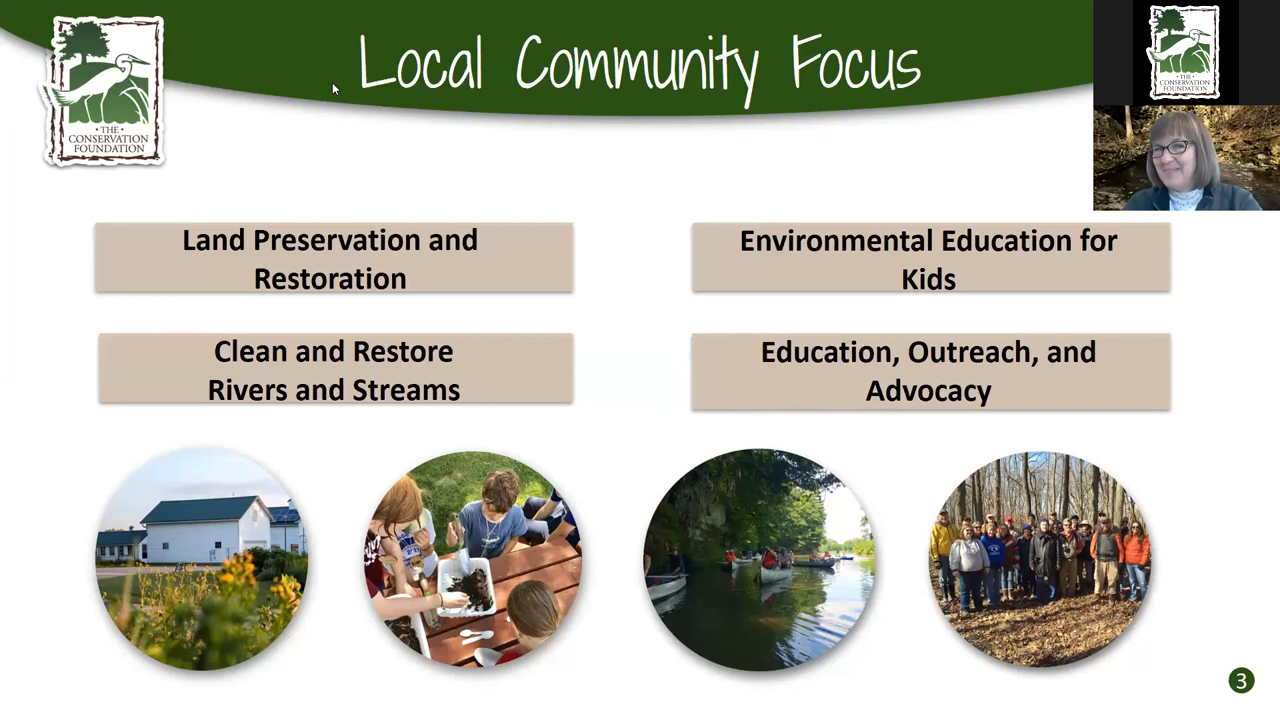 Local Community Focus
· THE ·
CONSERVATION
FOUNDATION
· THE ·
CONSERVATION
FOUNDATION
Land Preservation and
Restoration
Environmental Education for
Kids
Clean and Restore
Rivers and Streams
Education, Outreach, and
Advocacy
3